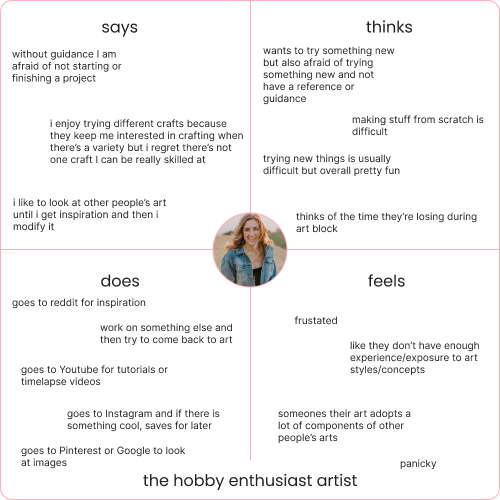 says
without guidance I am
afraid of not starting or
finishing a project
i enjoy trying different crafts because
they keep me interested in crafting when
there's a variety but i regret there's not
one craft I can be really skilled at
i like to look at other people's art
until i get inspiration and then i
modify it
thinks
wants to try something new
but also afraid of trying
something new and not
have a reference or
guidance
making stuff from scratch is
difficult
trying new things is usually
difficult but overall pretty fun
thinks of the time they're losing during
art block
does
goes to reddit for inspiration
work on something else and
then try to come back to art
goes to Youtube for tutorials or
timelapse videos
goes to Instagram and if there is
something cool, saves for later
goes to Pinterest or Google to look
at images
feels
frustated
like they don't have enough
experience/exposure to art
styles/concepts
someones their art adopts a
lot of components of other
people's arts
panicky
the hobby enthusiast artist